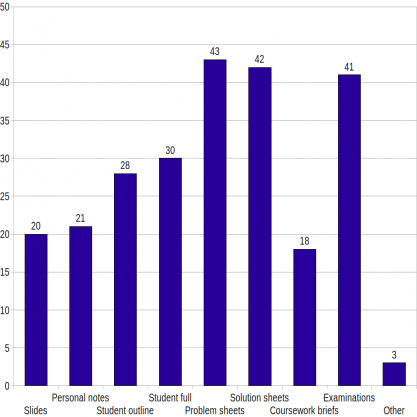 50
45
40
35
30
25
20
15
10
5
0
20
21
28
30
43
42
18
41
3
Slides
Personal notes
Student outline
Student full
Problem sheets
Solution sheets
Coursework briefs
Examinations
Other